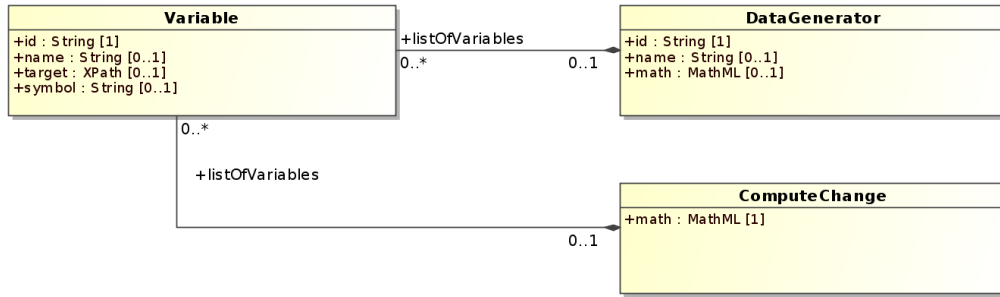 Variable
+id : String [1]
+name : String [0..1]
+target : XPath [0..1]
+symbol : String [0..1]
+listOfVariables
0..*
0..1
DataGenerator
+id : String [1]
+name : String [0..1]
+math : MathML [0..1]
0..*
+listOfVariables
0..1
ComputeChange
+math : MathML [1]